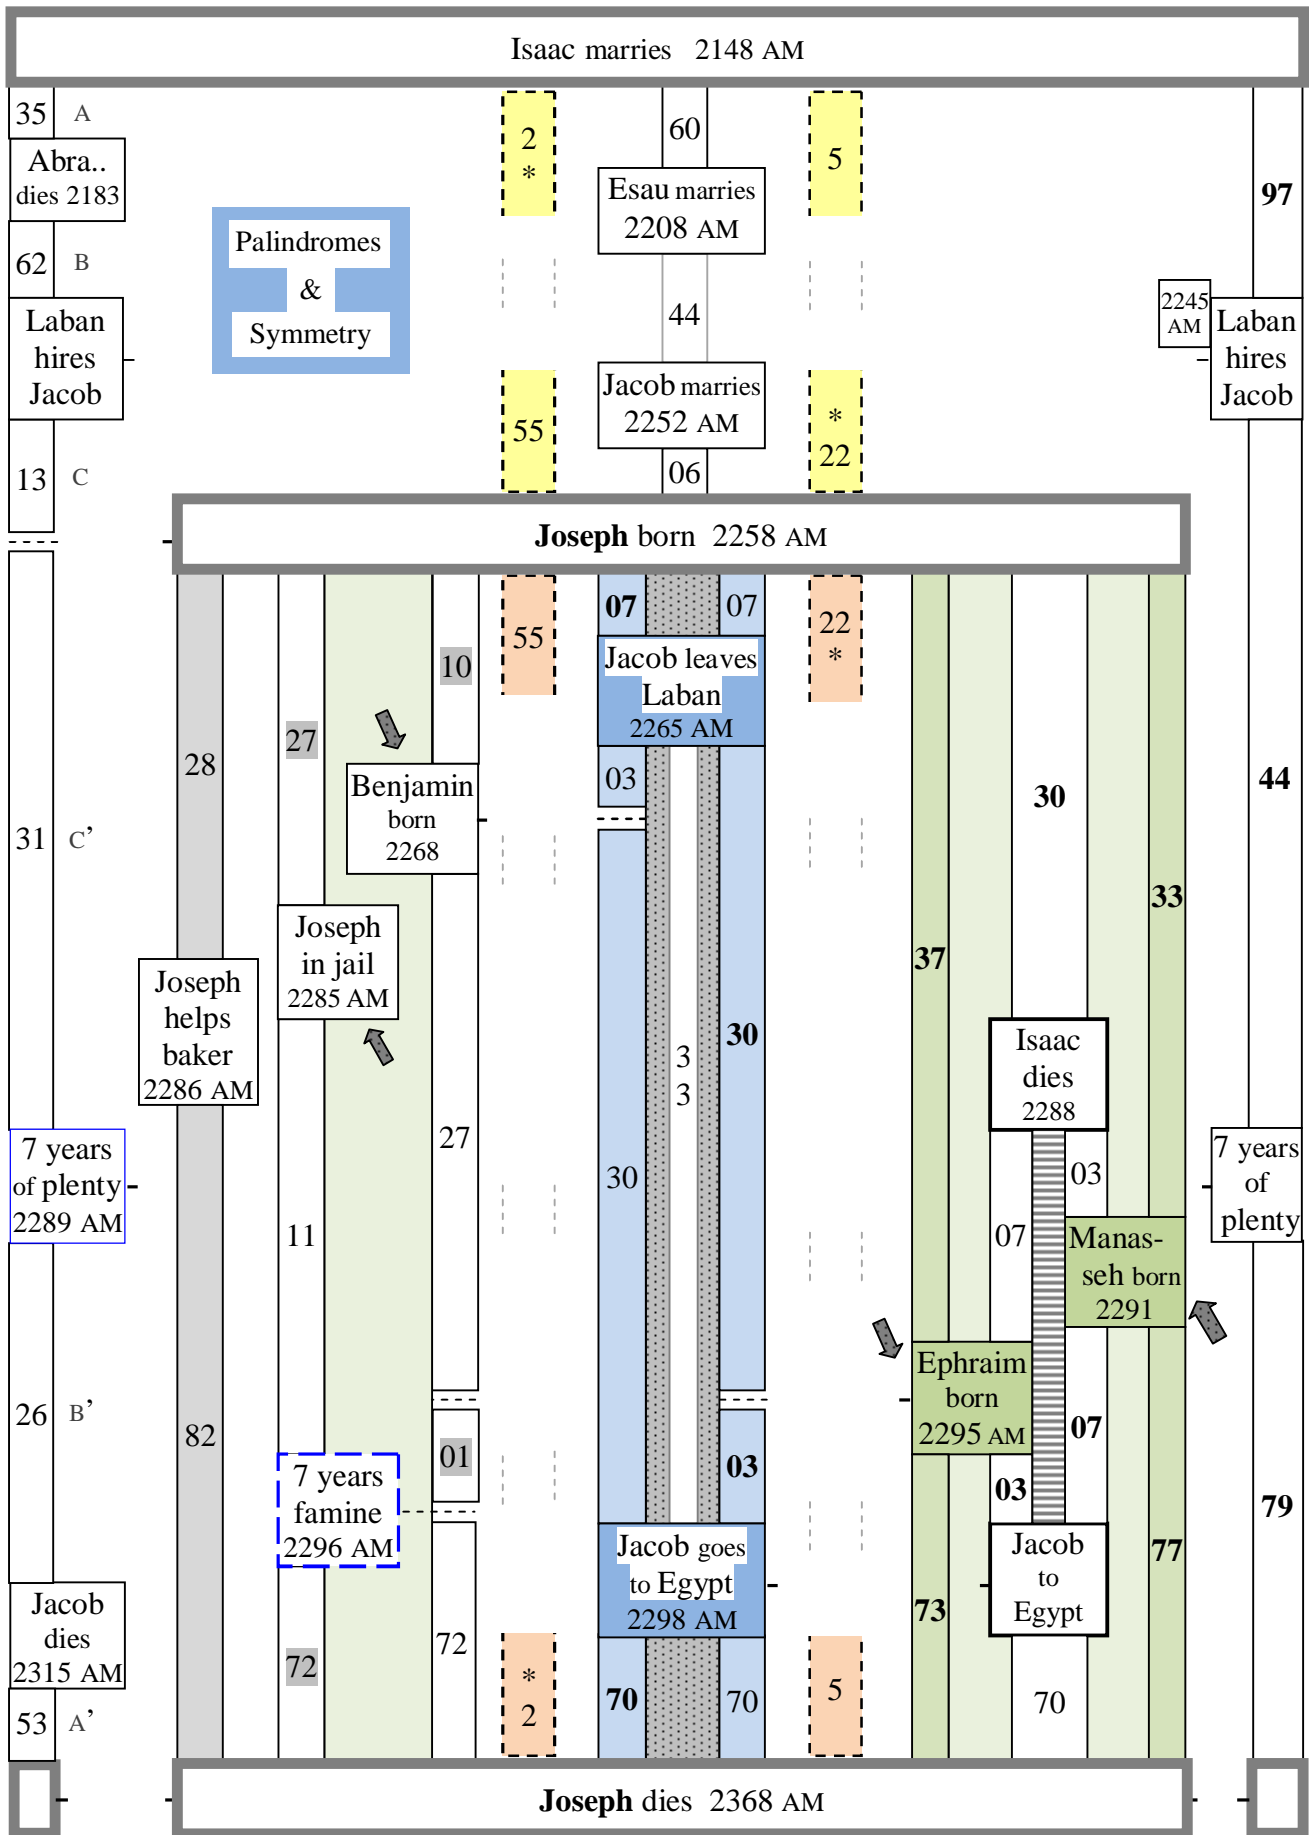 Isaac marries 2148 AM
35 A
2
*
60
5
Abra..
dies 2183
Esau marries
2208 AM
97
Palindromes
&
Symmetry
62 B
44
2245
AM
Laban
hires
Jacob
Laban
hires
Jacob
Jacob marries
2252 AM
55
*
22
13 C
06
Joseph born 2258 AM
07
07
55
22
*
10
Jacob leaves
Laban
2265 AM
27
28
03
30
44
Benjamin
born
2268
31 C’
33
Joseph
in jail
2285 AM
37
Joseph
helps
baker
2286 AM
30
3
3
Isaac
dies
2288
7 years
of plenty
2289 AM
27
30
11
07
03
7 years
of
plenty
Manas-
seh born
2291
Ephraim
born
2295 AM
26 B’
82
01
03
07
03
7 years
famine
2296 AM
79
Jacob goes
to Egypt
2298 AM
Jacob
to
Egypt
77
73
Jacob
dies
2315 AM
72
72
*
2
70
70
5
70
53 A’
Joseph dies 2368 AM